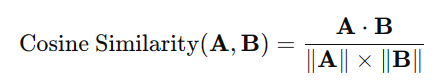 Cosine Similarity(A, B) = A · B / ‖A‖ × ‖B‖